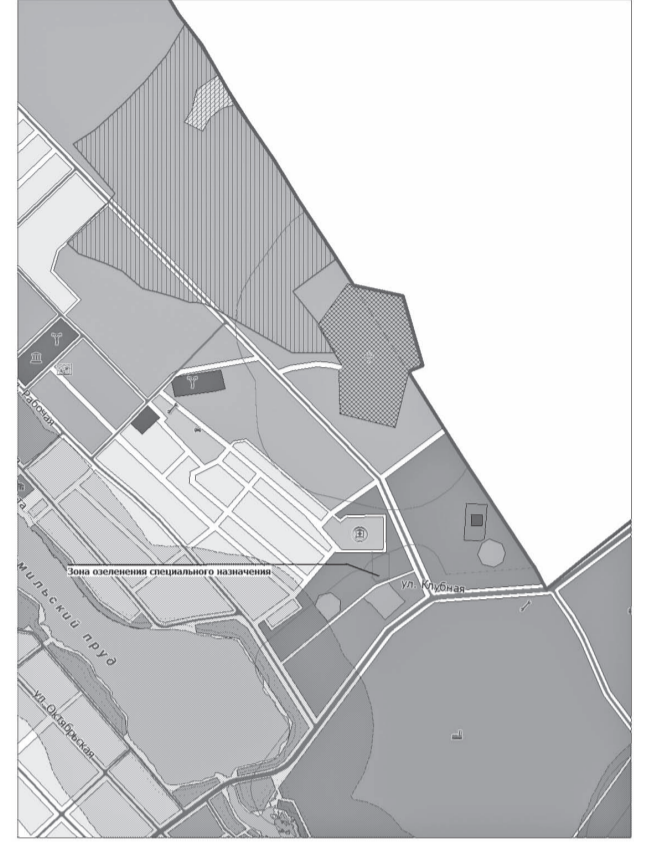 Рабочая
Зона озеленения специального назначения
ул. Клубная
мильский пруд
ул. Октябрьская